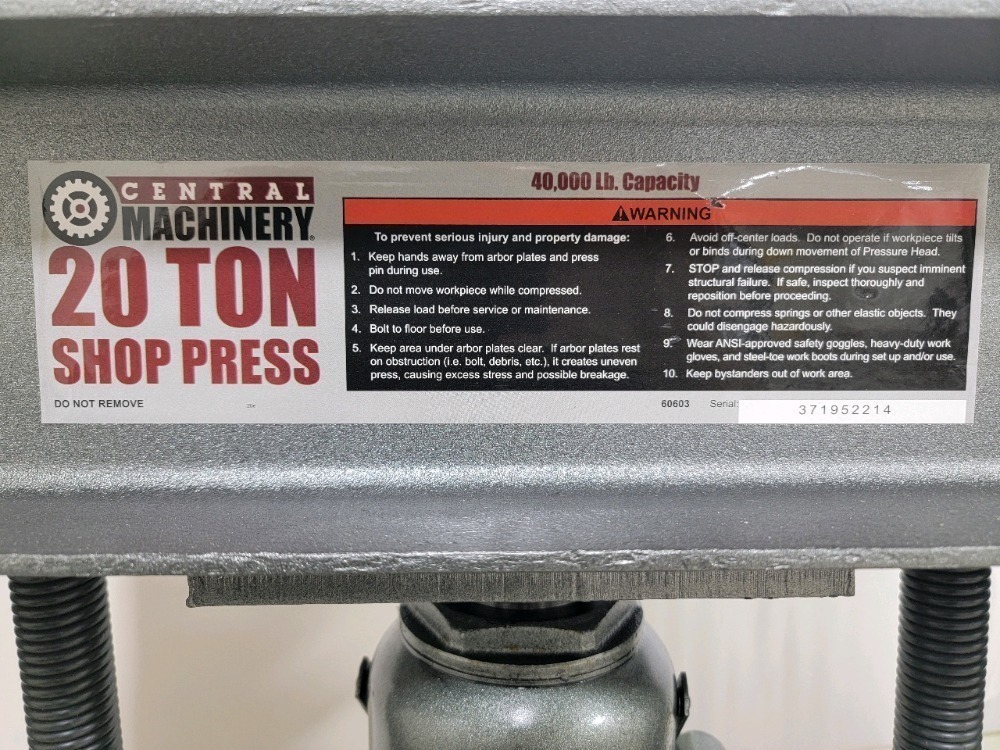 CENTRAL
MACHINERY®
20 TON
SHOP PRESS
DO NOT REMOVE
40,000 Lb. Capacity
⚠WARNING
To prevent serious injury and property damage:
1. Keep hands away from arbor plates and press
pin during use.
2. Do not move workpiece while compressed.
3. Release load before service or maintenance.
4. Bolt to floor before use.
5. Keep area under arbor plates clear. If arbor plates rest
on obstruction (i.e. bolt, debris, etc.), it creates uneven
press, causing excess stress and possible breakage.
6. Avoid off-center loads. Do not operate if workpiece tilts
or binds during down movement of Pressure Head.
7. STOP and release compression if you suspect imminent
structural failure. If safe, inspect thoroughly and
reposition before proceeding.
8. Do not compress springs or other elastic objects. They
could disengage hazardously.
9. Wear ANSI-approved safety goggles, heavy-duty work
gloves, and steel-toe work boots during set up and/or use.
10. Keep bystanders out of work area.
60603 Serial: 371952214